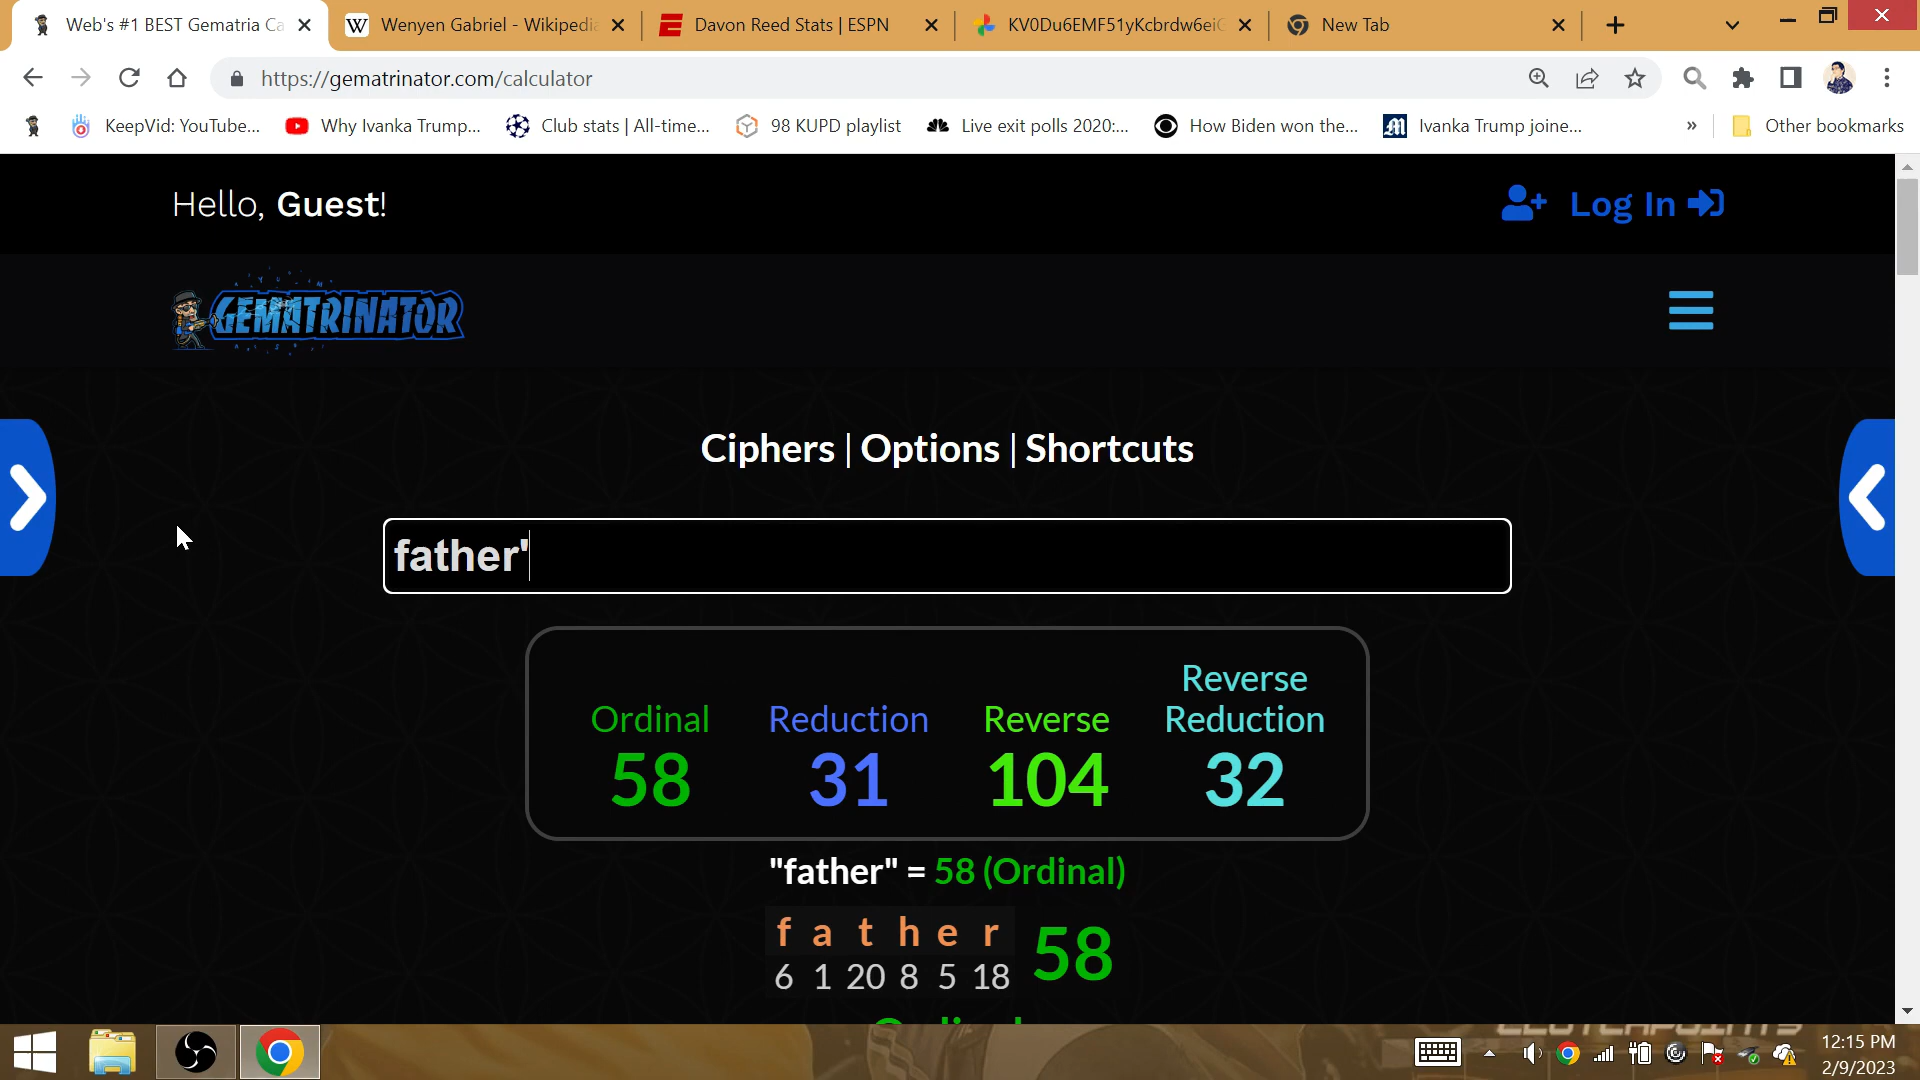 Web's #1 BEST Gematria Ca
Wenyen Gabriel - Wikipedia
Davon Reed Stats | ESPN
KV0Du6EMF51yKcbrdw6eiG
New Tab
https://gematrinator.com/calculator
KeepVid: YouTube...
Why Ivanka Trump...
Club stats | All-time...
98 KUPD playlist
Live exit polls 2020:...
How Biden won the...
Ivanka Trump joine...
»
Other bookmarks
Hello, Guest!
Log In
GEMATRINATOR
Ciphers | Options | Shortcuts
father'
Ordinal
58
Reduction
31
Reverse
104
Reverse
Reduction
32
"father" = 58 (Ordinal)
f a t h e r
6 1 20 8 5 18
58
12:15 PM
2/9/2023